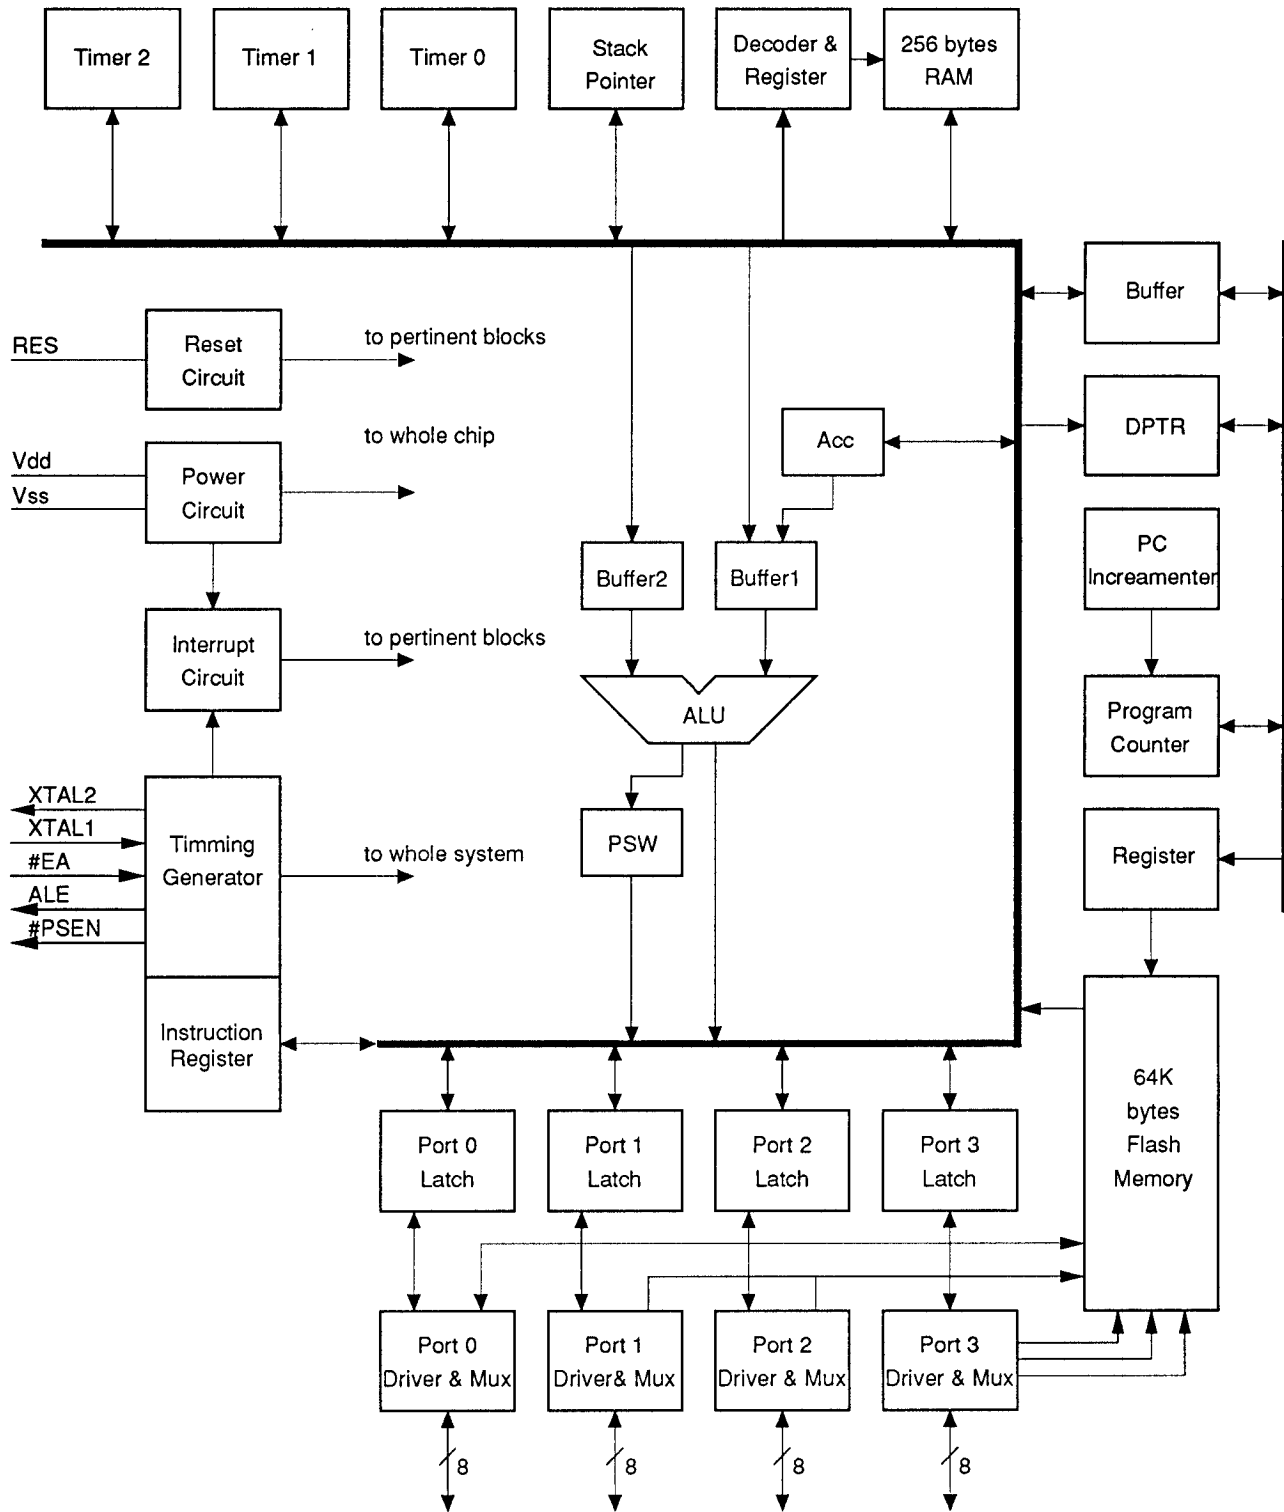 Timer 2
Timer 1
Timer 0
Stack
Pointer
Decoder &
Register
256 bytes
RAM
Buffer
RES
Reset
Circuit
to pertinent blocks
DPTR
Acc
to whole chip
Vdd
Vss
Power
Circuit
PC
Increamenter
Buffer2
Buffer1
Interrupt
Circuit
to pertinent blocks
ALU
Program
Counter
XTAL2
XTAL1
#EA
ALE
#PSEN
Timming
Generator
to whole system
PSW
Register
Instruction
Register
64K
bytes
Flash
Memory
Port 0
Latch
Port 1
Latch
Port 2
Latch
Port 3
Latch
Port 0
Driver & Mux
Port 1
Driver& Mux
Port 2
Driver & Mux
Port 3
Driver & Mux
8
8
8
8